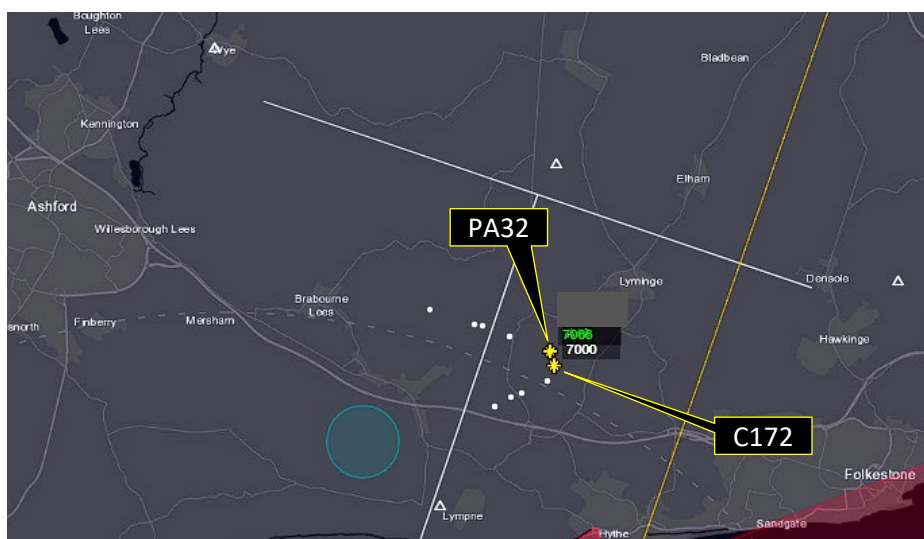 Boughton
Lees
Wye
Bladbean
Kennington
Elham
Ashford
PA32
Willesborough Lees
Lyminge
Densole
Brabourne
Lees
snorth
Finberry
Mersham
Hawkinge
7000
C172
Folkestone
Lympne
Sandgate
Hythe